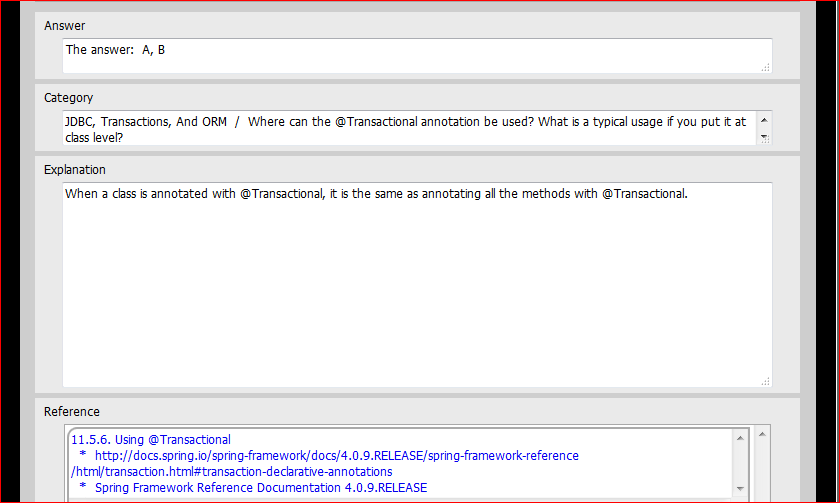 Answer
The answer:  A, B
Category
JDBC, Transactions, And ORM  /  Where can the @Transactional annotation be used? What is a typical usage if you put it at
class level?
Explanation
When a class is annotated with @Transactional, it is the same as annotating all the methods with @Transactional.
Reference
11.5.6. Using @Transactional
* http://docs.spring.io/spring-framework/docs/4.0.9.RELEASE/spring-framework-reference
/html/transaction.html#transaction-declarative-annotations
* Spring Framework Reference Documentation 4.0.9.RELEASE